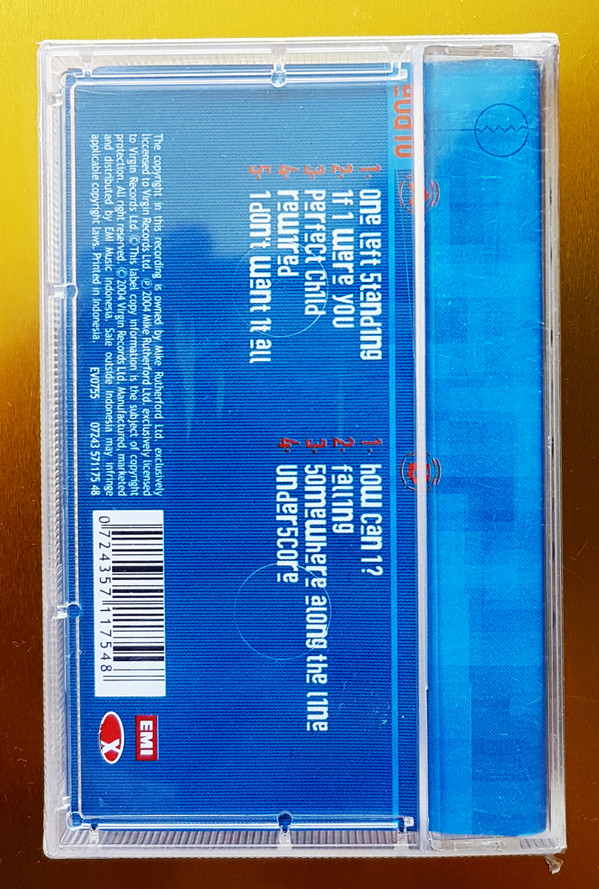 1. one left standing
2. if i were you
3. perfect child
4. rewired
5. i don't want it all
1. how can i?
2. falling
3. somewhere along the line
4. underscore
The copyright in this recording is owned by Mike Rutherford Ltd. exclusively
licensed to Virgin Records Ltd. ℗ 2004 Mike Rutherford Ltd. exclusively licensed
to Virgin Records Ltd. © This label copy information is the subject of copyright
protection. All right reserved. © 2004 Virgin Records Ltd. Manufactured, marketed
and distributed by EMI Music Indonesia. Sale outside Indonesia may infringe
applicable copyright laws. Printed in Indonesia. EV0755 07243 571175 48
0 724357 117548
EMI
X